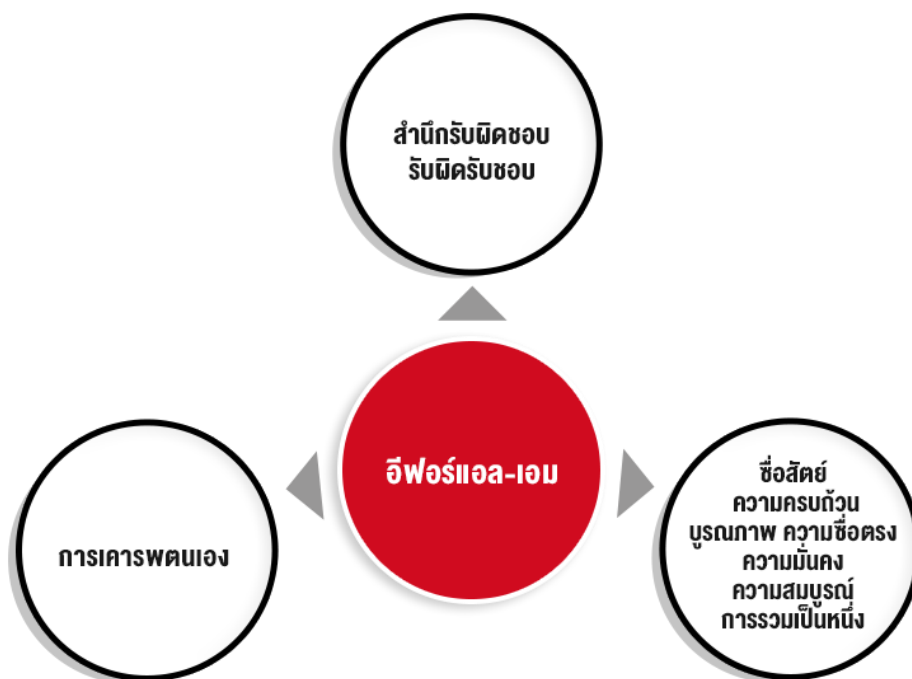 สำนึกรับผิดชอบ
รับผิดรับชอบ
อีฟอร์แอล-เอม
การเคารพตนเอง
ซื่อสัตย์
ความครบถ้วน
บูรณภาพ ความซื่อตรง
ความมั่นคง
ความสมบูรณ์
การรวมเป็นหนึ่ง